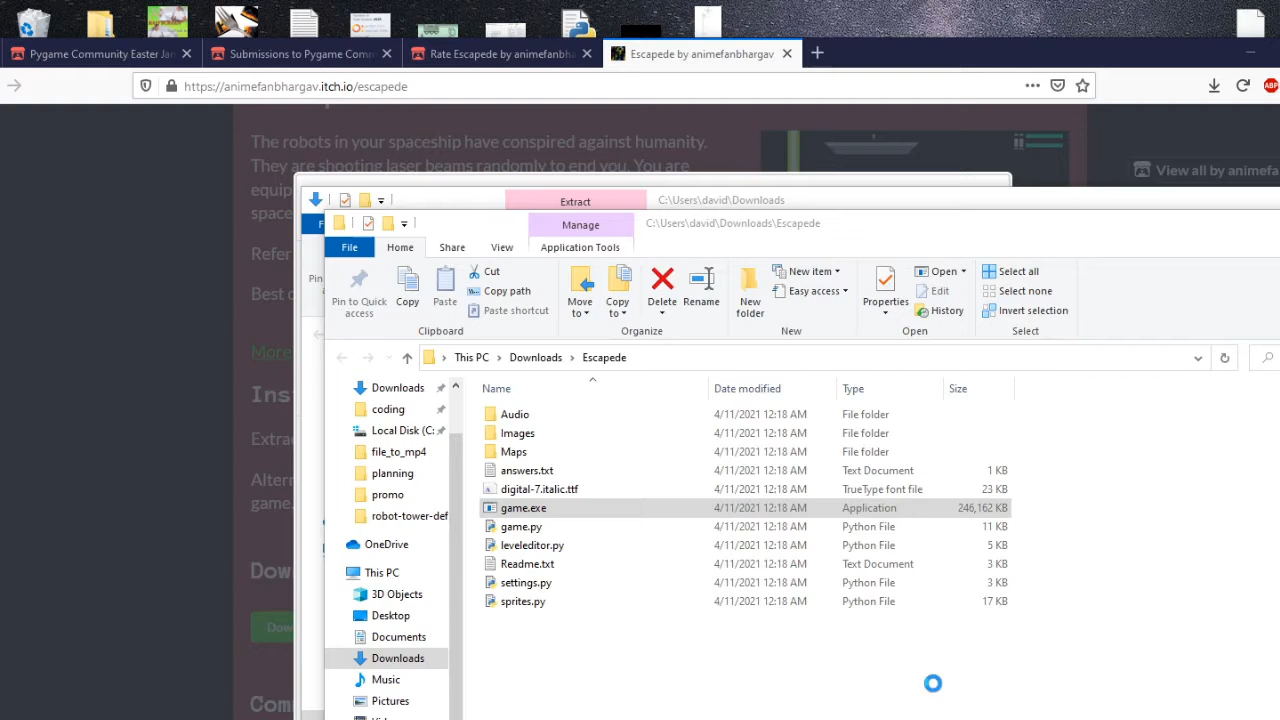 Pygame Community Easter Jan
Submissions to Pygame Comm
Rate Escapede by animefanbha
Escapede by animefanbhargav
https://animefanbhargav.itch.io/escapede
ABP
The robots in your spaceship have conspired against humanity.
They are shooting laser beams randomly to end you. You are
equip
space
Refer
Best
More
Ins
Extrac
Altern
game.
Dow
Dow
Com
View all by animefa
Extract
C:\Users\david\Downloads
F
Pin
Manage
C:\Users\david\Downloads\Escapede
File
Home
Share
View
Application Tools
Pin to Quick
access
Copy
Paste
Cut
Copy path
Paste shortcut
Clipboard
Move
to
Copy
to
Delete
Rename
Organize
New
folder
New item
Easy access
New
Properties
Open
Edit
History
Open
Select all
Select none
Invert selection
Select
This PC > Downloads > Escapede
Name Date modified Type Size
Downloads
coding
Local Disk (C:
file_to_mp4
planning
promo
robot-tower-def
OneDrive
This PC
3D Objects
Desktop
Documents
Downloads
Music
Pictures
Audio 4/11/2021 12:18 AM File folder
Images 4/11/2021 12:18 AM File folder
Maps 4/11/2021 12:18 AM File folder
answers.txt 4/11/2021 12:18 AM Text Document 1 KB
digital-7.italic.ttf 4/11/2021 12:18 AM TrueType font file 23 KB
game.exe 4/11/2021 12:18 AM Application 246,162 KB
game.py 4/11/2021 12:18 AM Python File 11 KB
leveleditor.py 4/11/2021 12:18 AM Python File 5 KB
Readme.txt 4/11/2021 12:18 AM Text Document 3 KB
settings.py 4/11/2021 12:18 AM Python File 3 KB
sprites.py 4/11/2021 12:18 AM Python File 17 KB